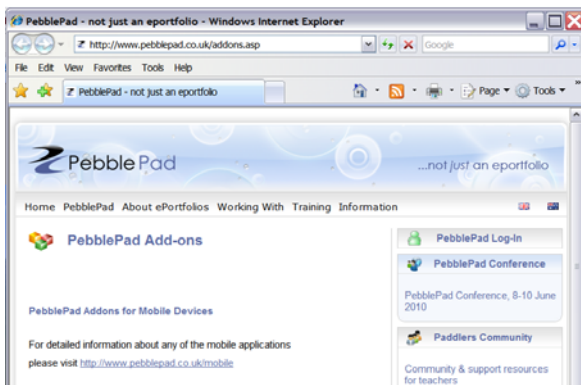 PebblePad - not just an eportfolio - Windows Internet Explorer
http://www.pebblepad.co.uk/addons.asp
Google
File Edit View Favorites Tools Help
PebblePad - not just an eportfolio
Page Tools
PebblePad
...not just an eportfolio
Home PebblePad About ePortfolios Working With Training Information
PebblePad Add-ons
PebblePad Addons for Mobile Devices
For detailed information about any of the mobile applications
please visit http://www.pebblepad.co.uk/mobile
PebblePad Log-In
PebblePad Conference
PebblePad Conference, 8-10 June
2010
Paddlers Community
Community & support resources
for teachers